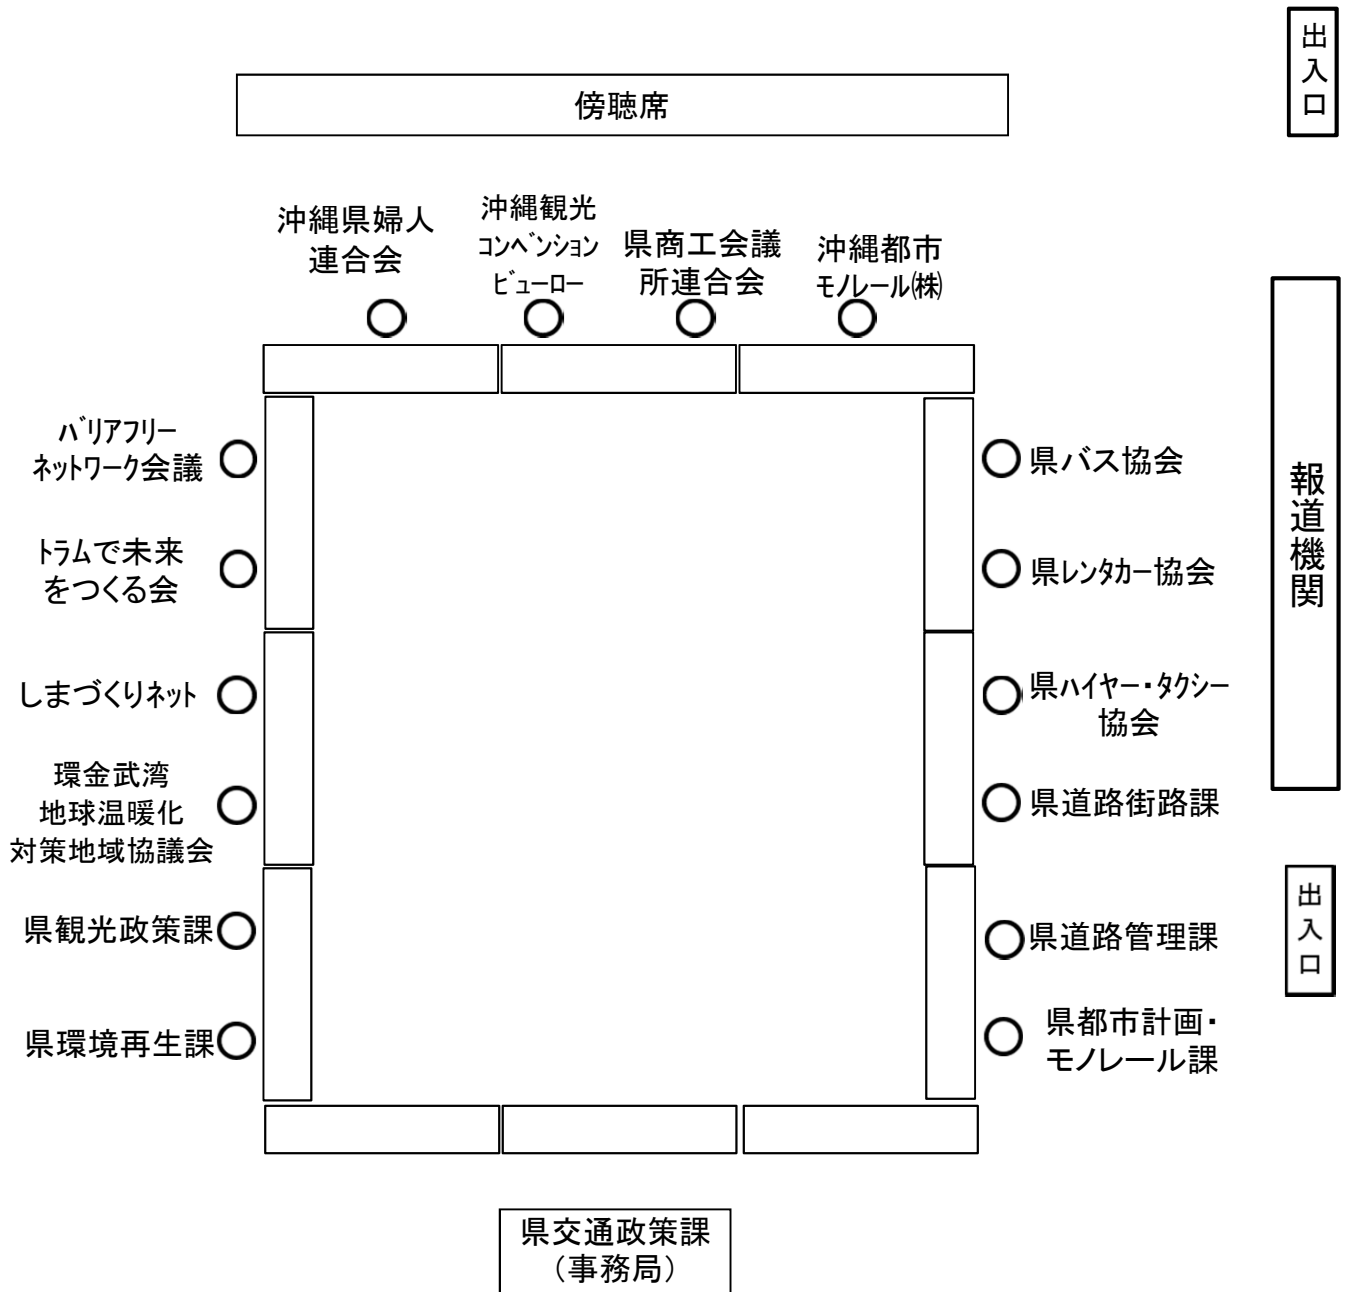 出入口
傍聴席
沖縄県婦人
連合会
沖縄観光
ｺﾝﾍﾞﾝｼｮﾝ
ﾋﾞｭｰﾛｰ
県商工会議
所連合会
沖縄都市
ﾓﾉﾚｰﾙ㈱
ﾊﾞﾘｱﾌﾘｰ
ﾈｯﾄﾜｰｸ会議
ﾄﾗﾑで未来
をつくる会
しまづくりﾈｯﾄ
環金武湾
地球温暖化
対策地域協議会
県観光政策課
県環境再生課
県バス協会
県ﾚﾝﾀｶｰ協会
県ﾊｲﾔｰ・ﾀｸｼｰ
協会
県道路街路課
県道路管理課
県都市計画・
モノレール課
報道機関
出入口
県交通政策課
（事務局）